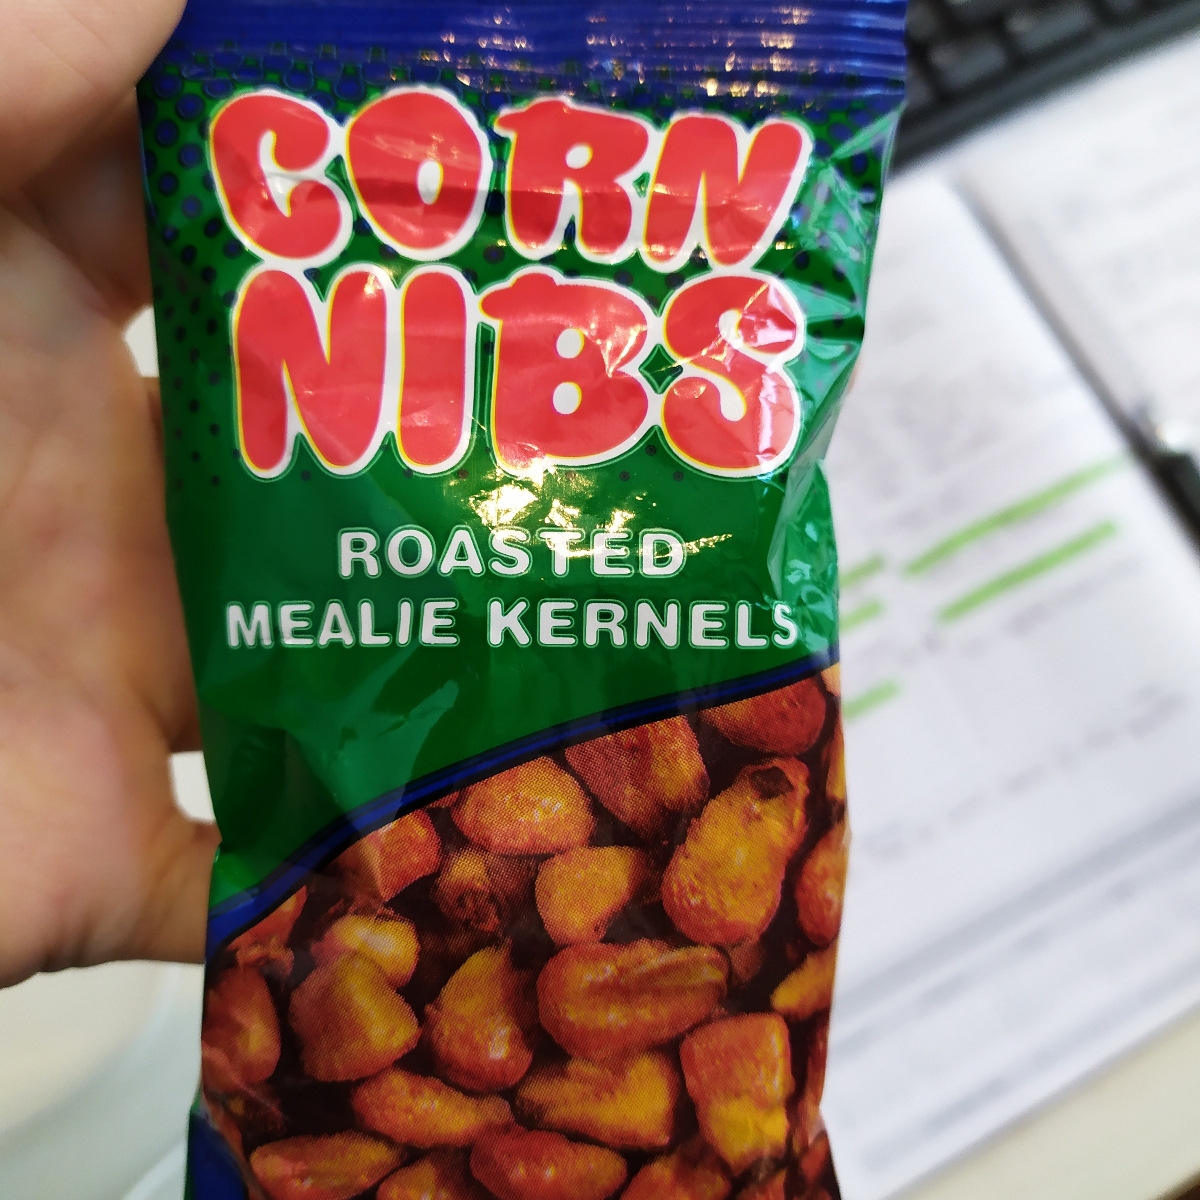 CORN
NIBS
ROASTED
MEALIE KERNELS